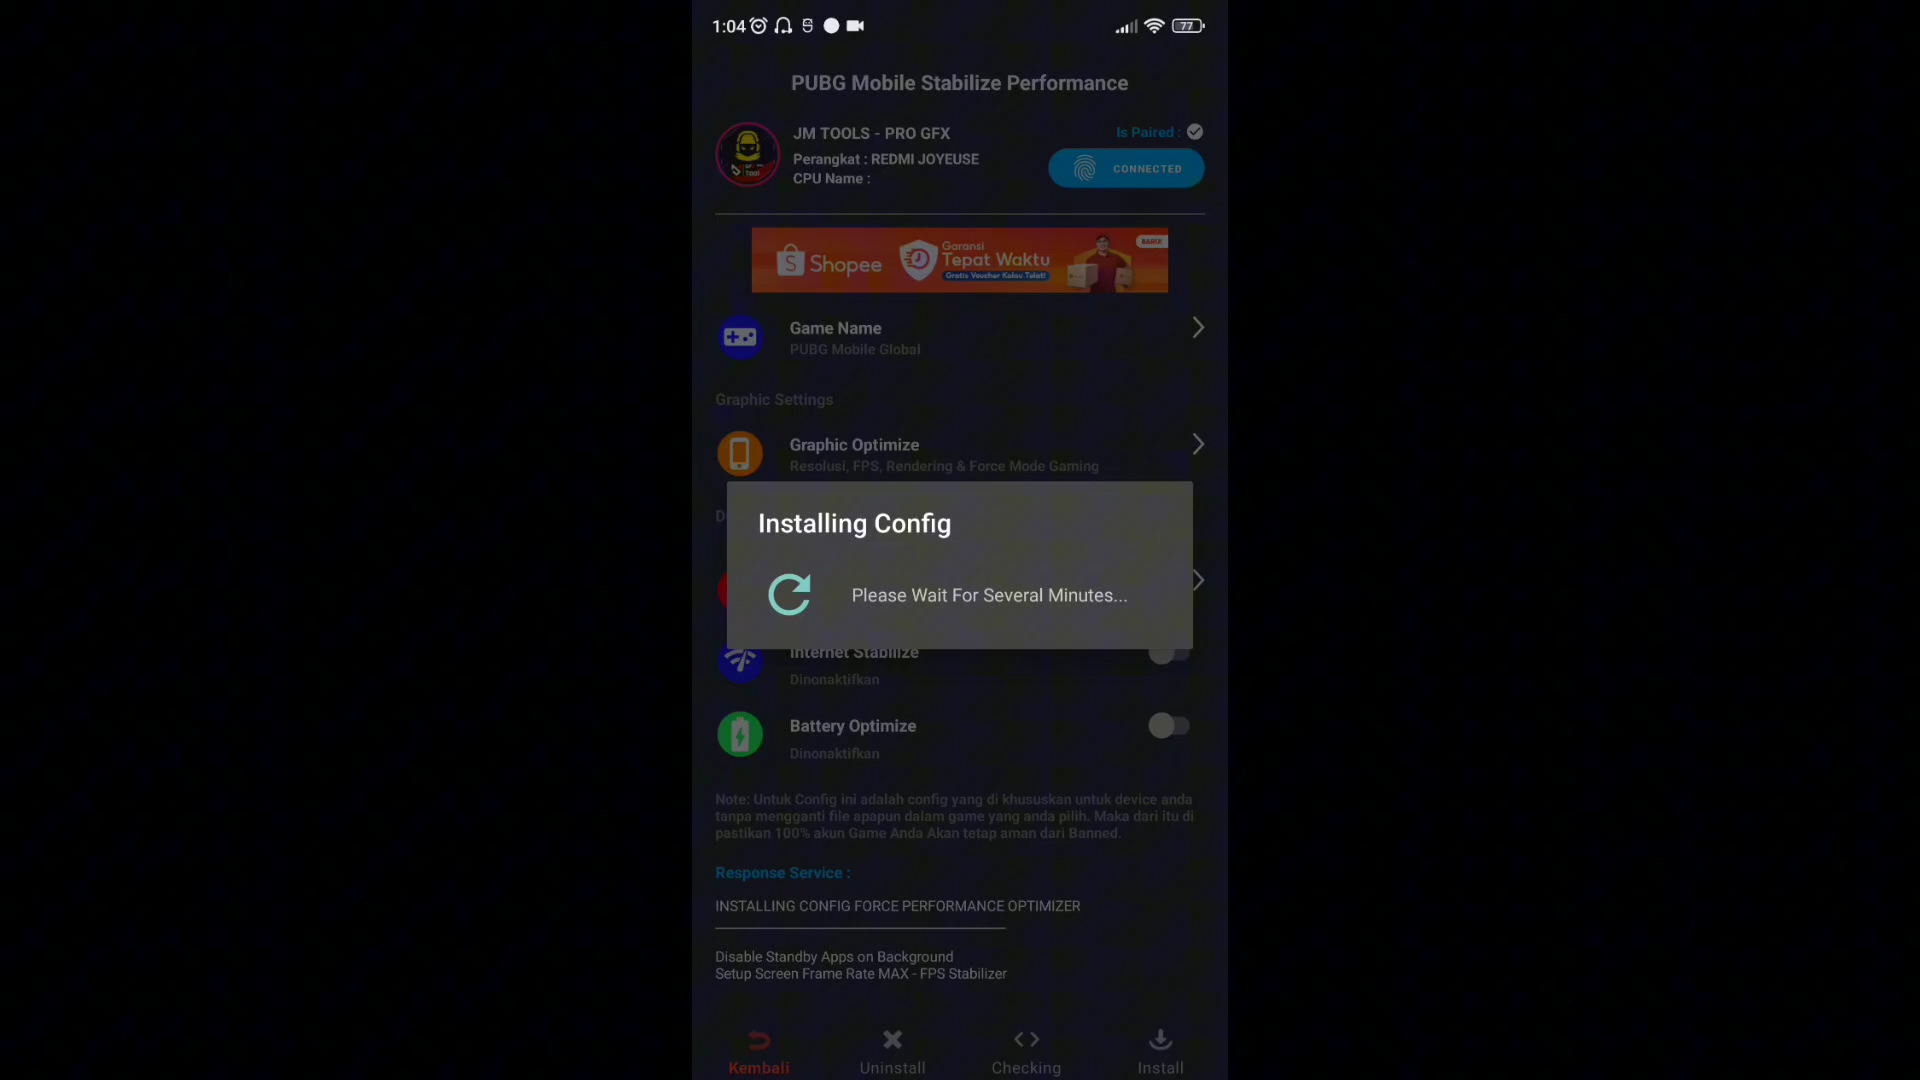 1:04
77
PUBG Mobile Stabilize Performance
JM TOOLS - PRO GFX
Perangkat : REDMI JOYEUSE
CPU Name :
Is Paired :
CONNECTED
Shopee
Garansi
Tepat Waktu
Gratis Voucher Kalau Telat!
BARU!
Game Name
PUBG Mobile Global
Graphic Settings
Graphic Optimize
Resolusi, FPS, Rendering & Force Mode Gaming
D
Installing Config
Please Wait For Several Minutes...
Internet Stabilize
Dinonaktifkan
Battery Optimize
Dinonaktifkan
Note: Untuk Config ini adalah config yang di khususkan untuk device anda
tanpa mengganti file apapun dalam game yang anda pilih. Maka dari itu di
pastikan 100% akun Game Anda Akan tetap aman dari Banned.
Response Service :
INSTALLING CONFIG FORCE PERFORMANCE OPTIMIZER
Disable Standby Apps on Background
Setup Screen Frame Rate MAX - FPS Stabilizer
Kembali
Uninstall
Checking
Install